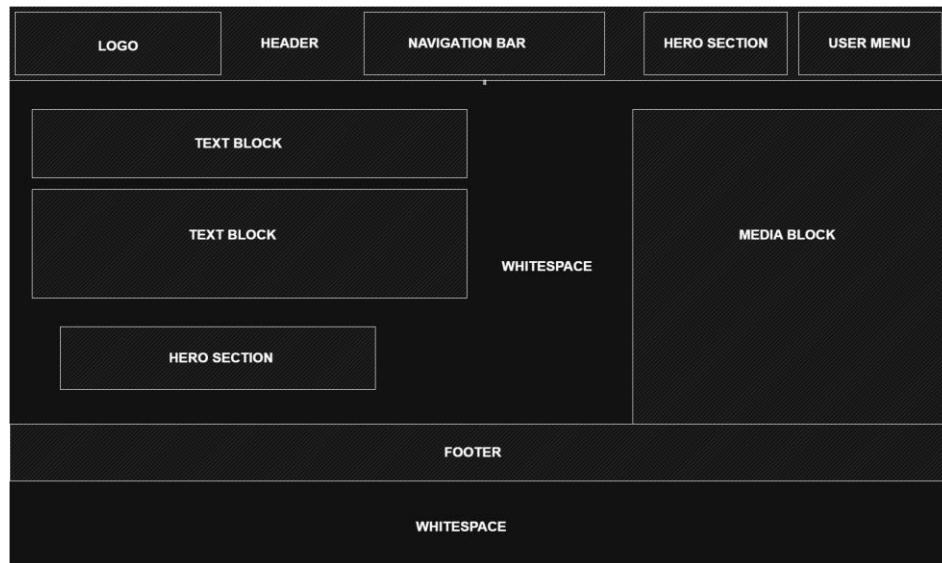 LOGO
HEADER
NAVIGATION BAR
HERO SECTION
USER MENU
TEXT BLOCK
TEXT BLOCK
WHITESPACE
MEDIA BLOCK
HERO SECTION
FOOTER
WHITESPACE